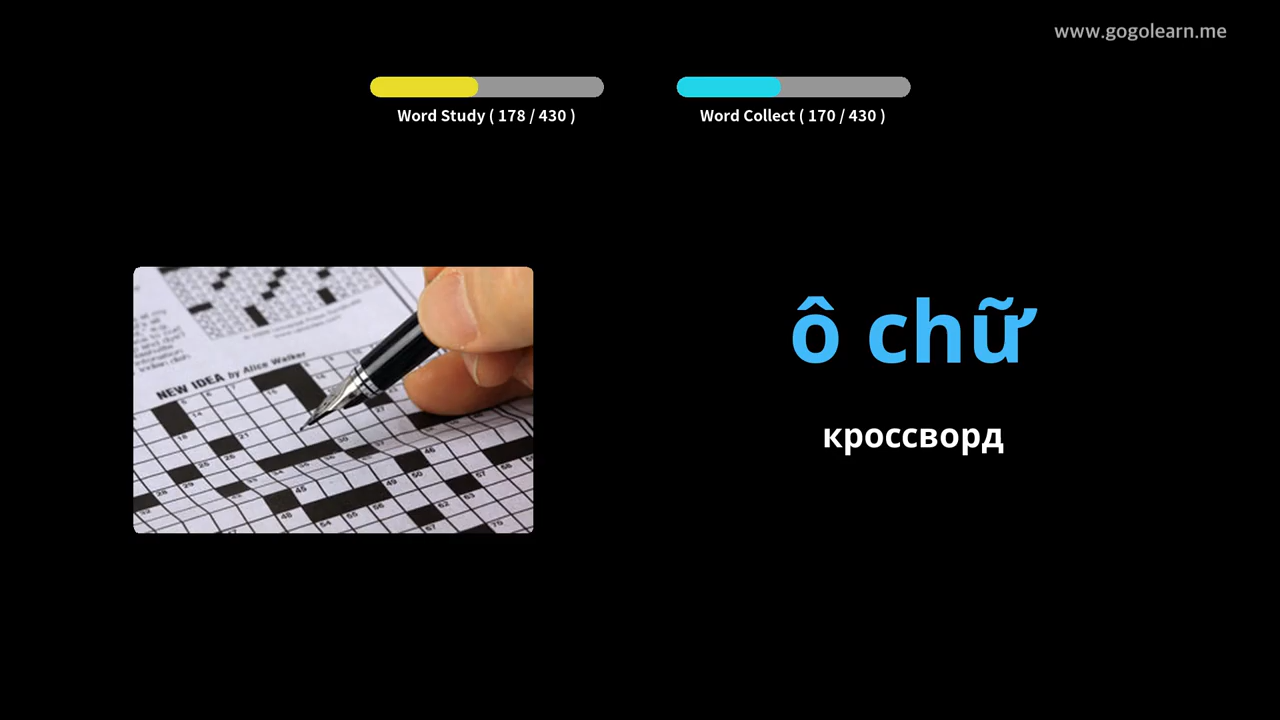 www.gogolearn.me
Word Study ( 178 / 430 )
Word Collect ( 170 / 430 )
NEW IDEA by Alice Walker
ô chữ
кроссворд